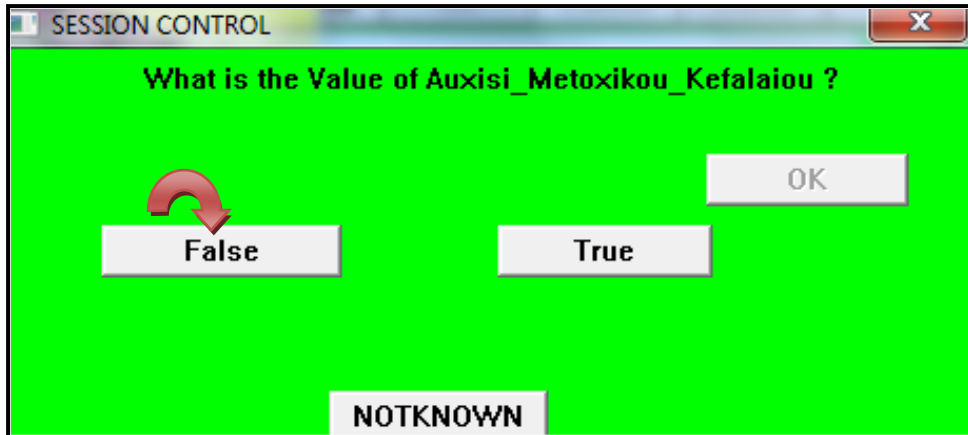 SESSION CONTROL
What is the Value of Auxisi_Metoxikou_Kefalaiou ?
OK
False
True
NOTKNOWN